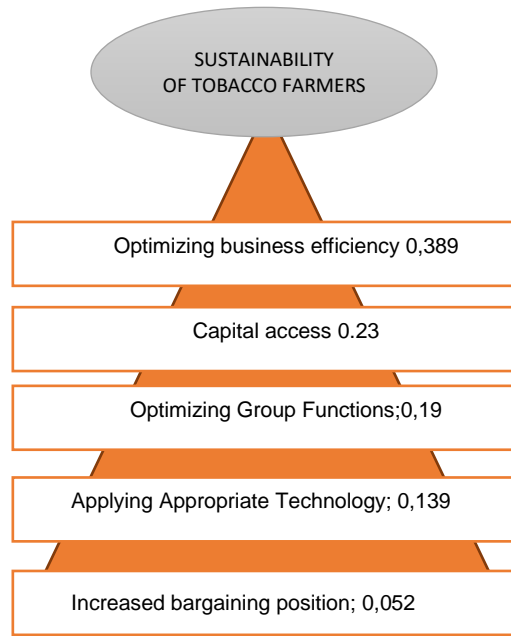 SUSTAINABILITY
OF TOBACCO FARMERS
Optimizing business efficiency 0,389
Capital access 0.23
Optimizing Group Functions;0,19
Applying Appropriate Technology; 0,139
Increased bargaining position; 0,052